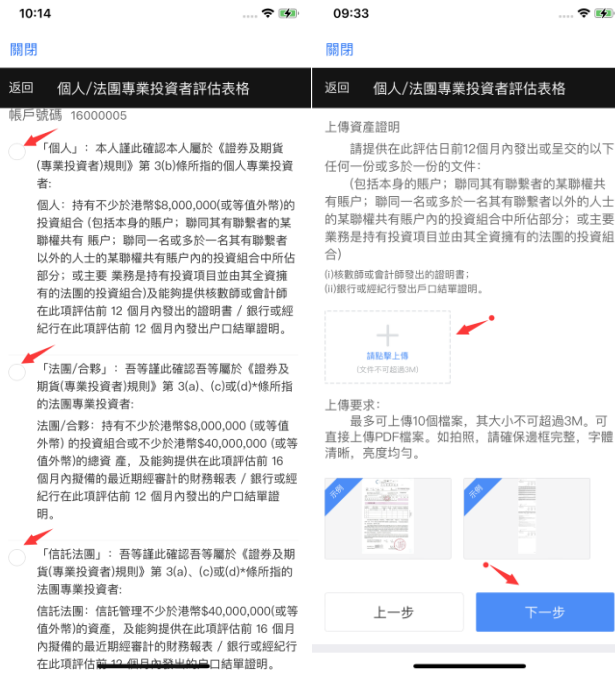 10:14
關閉
返回 個人/法團專業投資者評估表格
帳戶號碼 16000005
「個人」：本人謹此確認本人屬於《證券及期貨
(專業投資者)規則》第 3(b)條所指的個人專業投資
者:
個人：持有不少於港幣$8,000,000(或等值外幣)的
投資組合 (包括本身的賬户；聯同其有聯繫者的某
聯權共有 賬户；聯同一名或多於一名其有聯繫者
以外的人士的某聯權共有賬户內的投資組合中所佔
部分；或主要 業務是持有投資項目並由其全資擁
有的法團的投資組合)及能夠提供核數師或會計師
在此項評估前 12 個月內發出的證明書 / 銀行或經
紀行在此項評估前 12 個月內發出户口結單證明。
「法團/合夥」：吾等謹此確認吾等屬於《證券及
期貨(專業投資者)規則》第 3(a)、(c)或(d)*條所指
的法團專業投資者:
法團/合夥：持有不少於港幣$8,000,000 (或等值
外幣) 的投資組合或不少於港幣$40,000,000 (或等
值外幣)的總資 產，及能夠提供在此項評估前 16
個月內擬備的最近期經審計的財務報表 / 銀行或經
紀行在此項評估前 12 個月內發出的户口結單證
明。
「信託法團」：吾等謹此確認吾等屬於《證券及期
貨(專業投資者)規則》第 3(a)、(c)或(d)*條所指的
法團專業投資者:
信託法團：信託管理不少於港幣$40,000,000(或等
值外幣)的資產，及能夠提供在此項評估前 16 個月
內擬備的最近期經審計的財務報表 / 銀行或經紀行
在此項評估前 12 個月內發出的户口結單證明。
09:33
關閉
返回 個人/法團專業投資者評估表格
上傳資產證明
請提供在此評估日前12個月內發出或呈交的以下
任何一份或多於一份的文件：
(包括本身的賬户；聯同其有聯繫者的某聯權共
有賬户；聯同一名或多於一名其有聯繫者以外的人士
的某聯權共有賬户內的投資組合中所佔部分；或主要
業務是持有投資項目並由其全資擁有的法團的投資組
合)
(i)核數師或會計師發出的證明書；
(ii)銀行或經紀行發出戶口結單證明。
請點擊上傳
(文件不可超過3M)
上傳要求：
最多可上傳10個檔案，其大小不可超過3M。可
直接上傳PDF檔案。如拍照，請確保邊框完整，字體
清晰，亮度均勻。
示例
示例
上一步
下一步